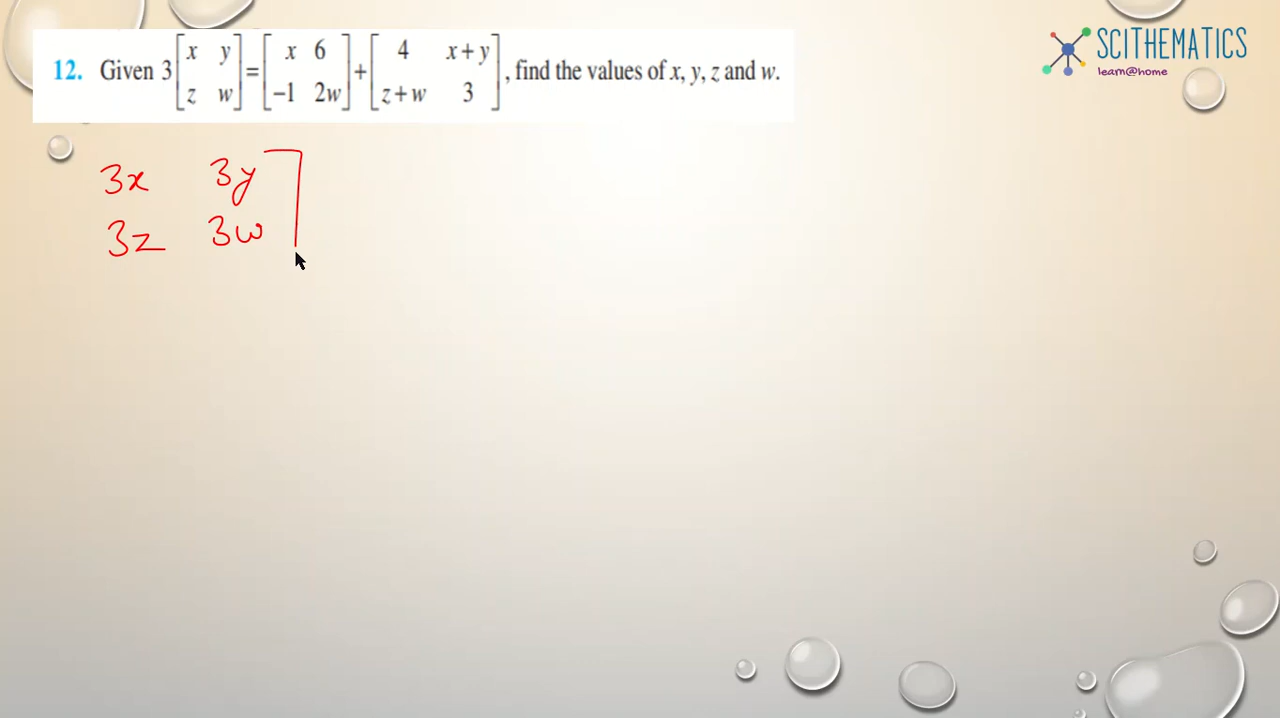 SCITHEMATICS
learn@home
12. Given 3[x y z w] = [x 6 -1 2w] + [4 x+y z+w 3], find the values of x, y, z and w.
3x 3y
3z 3w